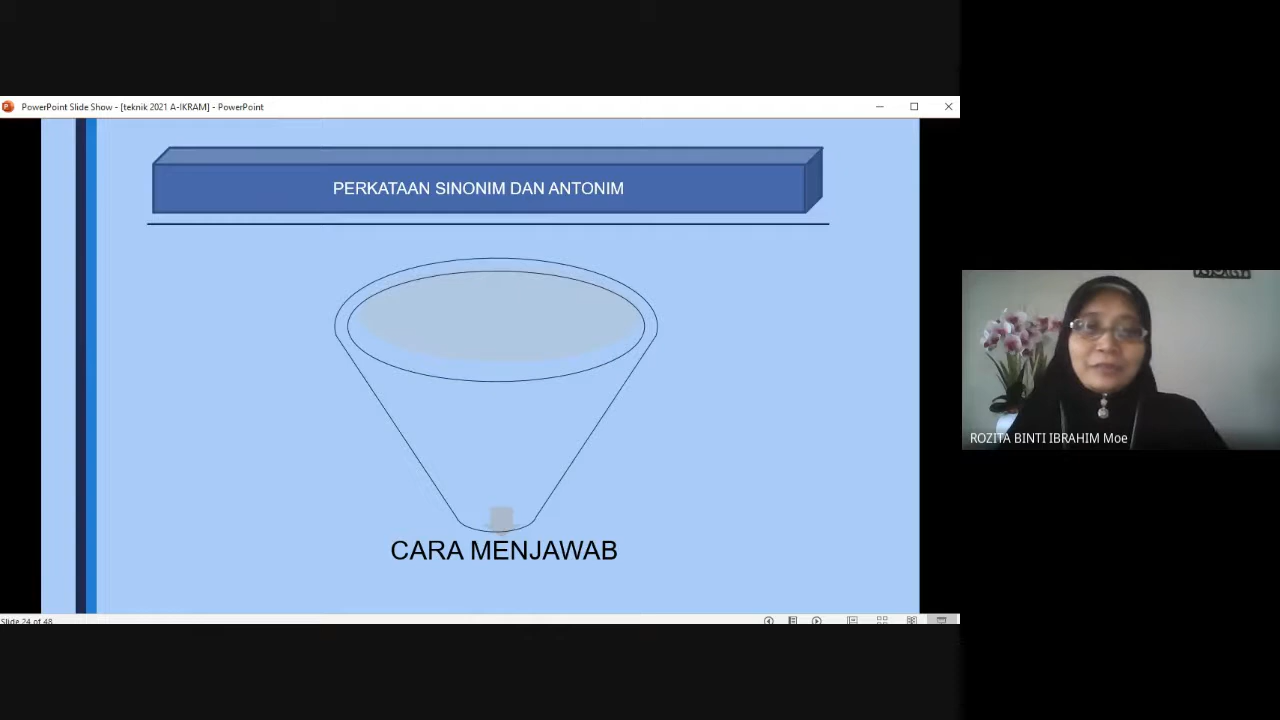 PowerPoint Slide Show - [teknik 2021 A-IKRAM] - PowerPoint
PERKATAAN SINONIM DAN ANTONIM
CARA MENJAWAB
ROZITA BINTI IBRAHIM Moe
Slide 24 of 48